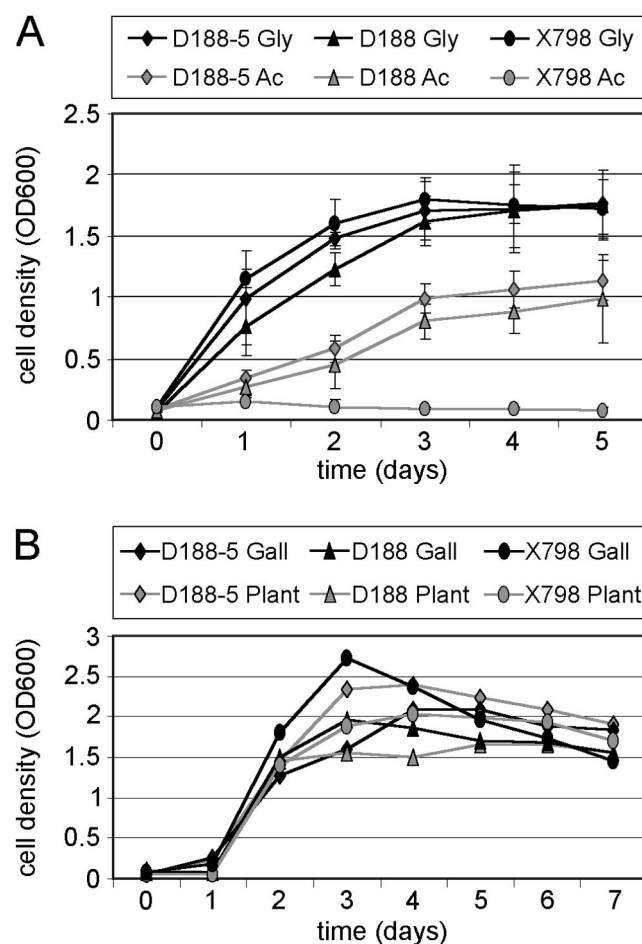 A
D188-5 Gly D188 Gly X798 Gly
D188-5 Ac D188 Ac X798 Ac
cell density (OD600)
2.5
2
1.5
1
0.5
0
0 1 2 3 4 5
time (days)
B
D188-5 Gall D188 Gall X798 Gall
D188-5 Plant D188 Plant X798 Plant
cell density (OD600)
3
2.5
2
1.5
1
0.5
0
0 1 2 3 4 5 6 7
time (days)